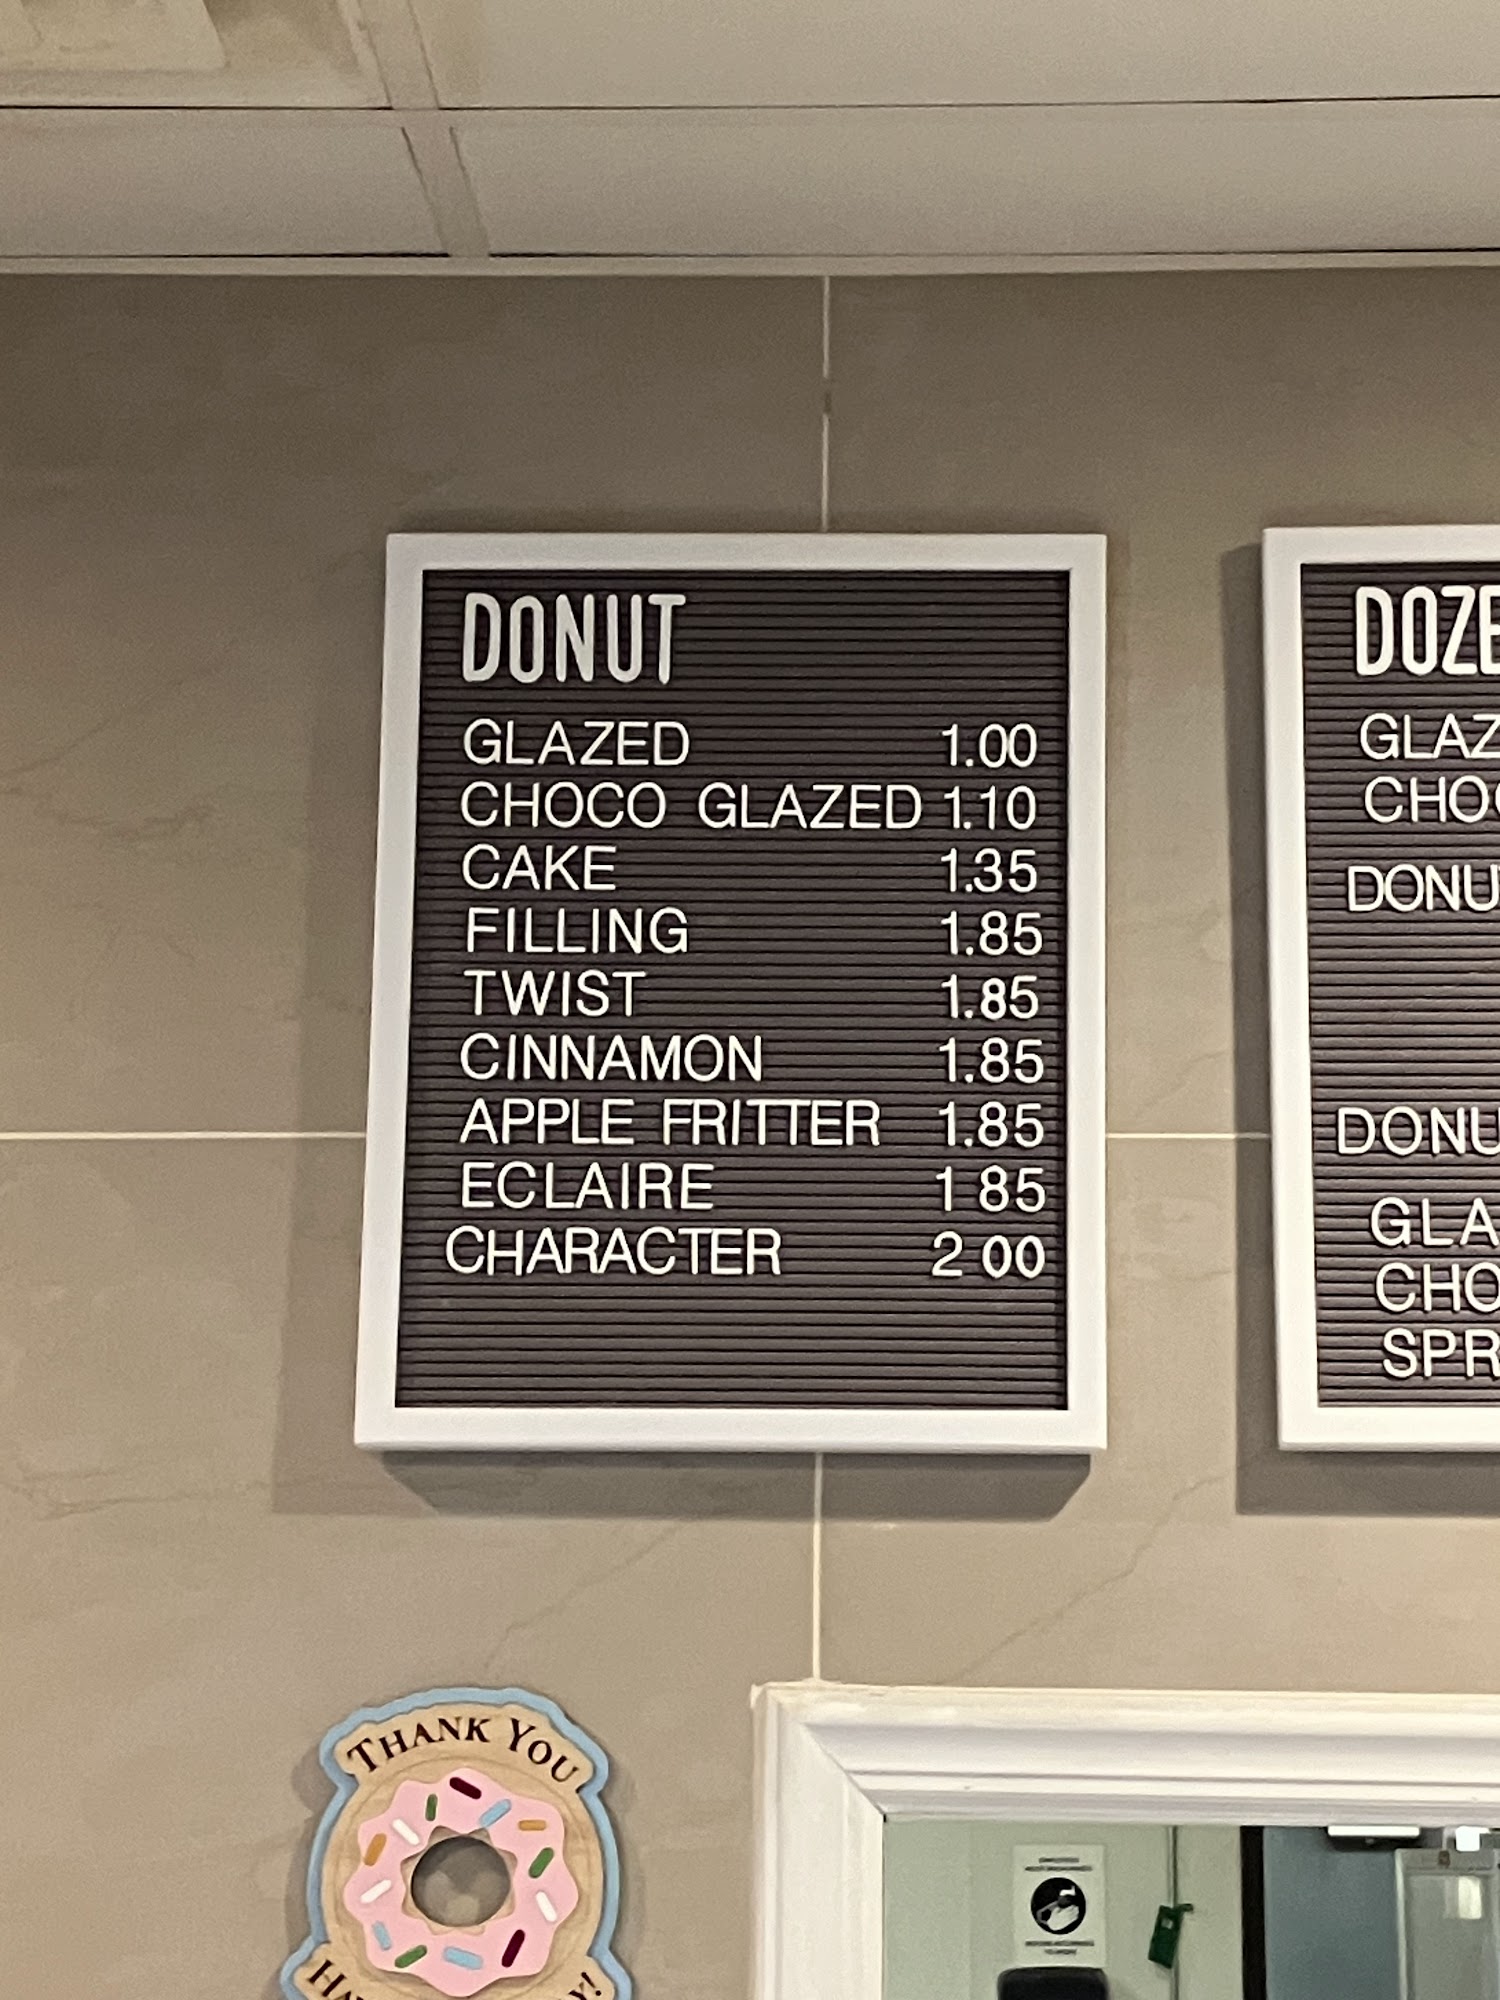 DONUT
GLAZED 1.00
CHOCO GLAZED 1.10
CAKE 1.35
FILLING 1.85
TWIST 1.85
CINNAMON 1.85
APPLE FRITTER 1.85
ECLAIRE 1 85
CHARACTER 2 00
THANK YOU